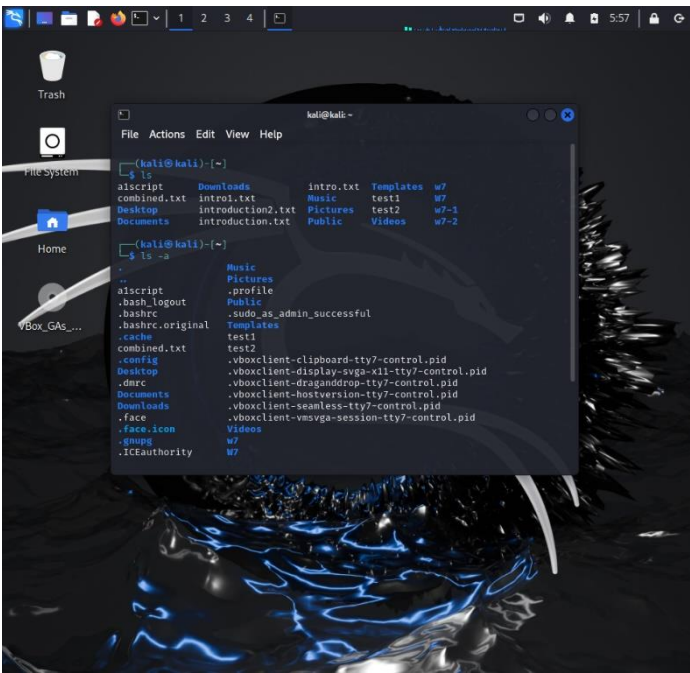 1 2 3 4 5:57
Trash
File System
Home
VBox_GAs_...
kali@kali: ~
File Actions Edit View Help
(kali㉿kali)-[~]
$ ls
a1script Downloads intro.txt Templates w7
combined.txt intro1.txt Music test1 W7
Desktop introduction2.txt Pictures test2 w7-1
Documents introduction.txt Public Videos w7-2
(kali㉿kali)-[~]
$ ls -a
. Music
.. Pictures
a1script .profile
.bash_logout Public
.bashrc .sudo_as_admin_successful
.bashrc.original Templates
.cache test1
combined.txt test2
.config .vboxclient-clipboard-tty7-control.pid
Desktop .vboxclient-display-svga-x11-tty7-control.pid
.dmrc .vboxclient-draganddrop-tty7-control.pid
Documents .vboxclient-hostversion-tty7-control.pid
Downloads .vboxclient-seamless-tty7-control.pid
.face .vboxclient-vmsvga-session-tty7-control.pid
.face.icon Videos
.gnupg w7
.ICEauthority W7